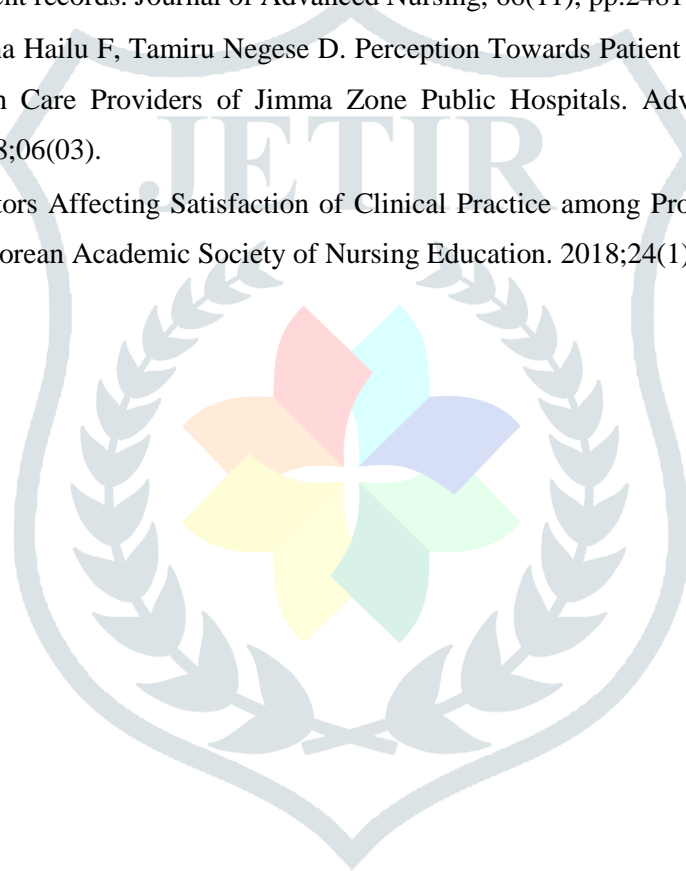 ent records. Journal of Advanced Nursing, 66(11), pp.2481
na Hailu F, Tamiru Negese D. Perception Towards Patient
n Care Providers of Jimma Zone Public Hospitals. Adv
8;06(03).
JETIR
tors Affecting Satisfaction of Clinical Practice among Pro
orean Academic Society of Nursing Education. 2018;24(1)